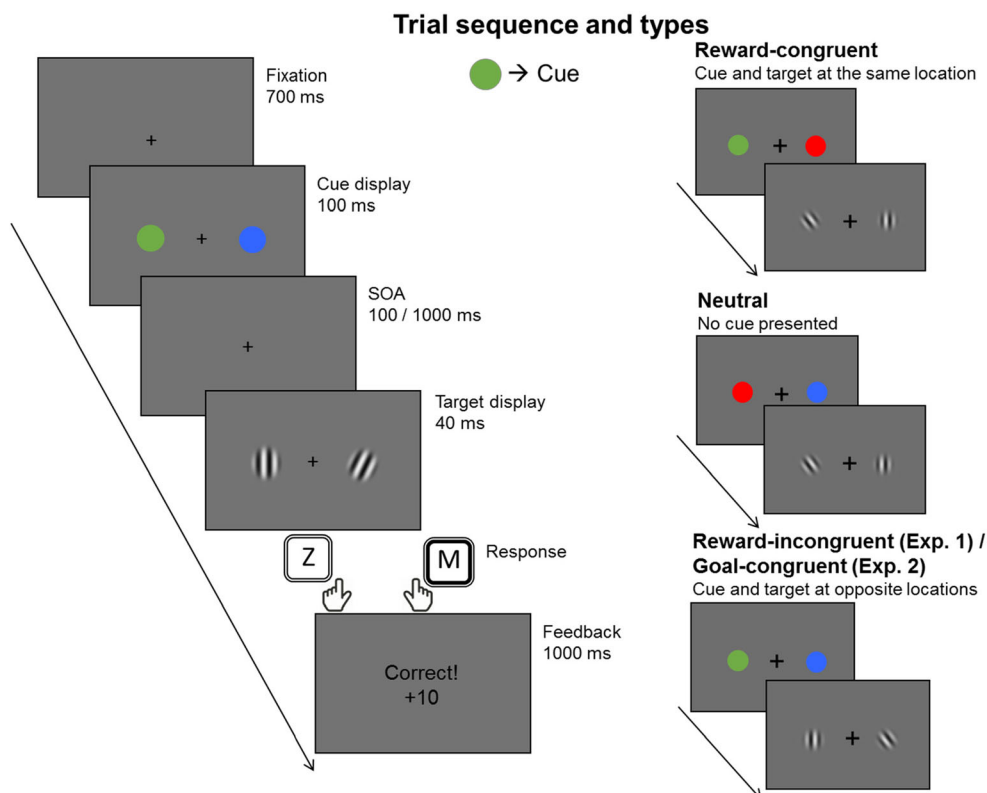 Trial sequence and types
→ Cue
Fixation
700 ms
+
Cue display
100 ms
+
SOA
100 / 1000 ms
+
Target display
40 ms
+
Z
M
Response
Feedback
1000 ms
Correct!
+10
Reward-congruent
Cue and target at the same location
+
+
Neutral
No cue presented
+
+
Reward-incongruent (Exp. 1) /
Goal-congruent (Exp. 2)
Cue and target at opposite locations
+
+